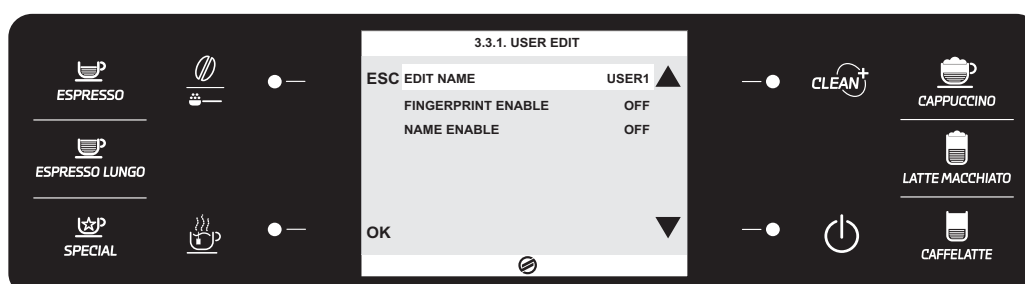 3.3.1. USER EDIT
ESC EDIT NAME USER1
FINGERPRINT ENABLE OFF
NAME ENABLE OFF
OK
ESPRESSO
ESPRESSO LUNGO
SPECIAL
CLEAN+
CAPPUCCINO
LATTE MACCHIATO
CAFFELATTE